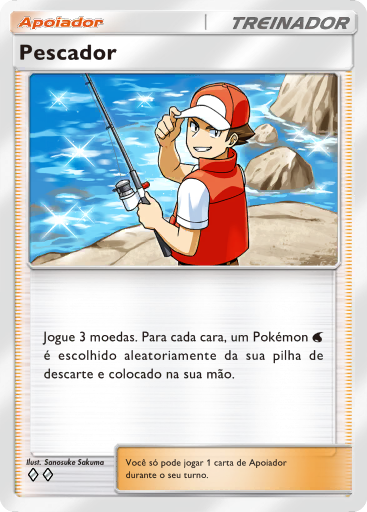 Apoiador
TREINADOR
Pescador
Jogue 3 moedas. Para cada cara, um Pokémon
é escolhido aleatoriamente da sua pilha de
descarte e colocado na sua mão.
Ilust. Sanosuke Sakuma
Você só pode jogar 1 carta de Apoiador
durante o seu turno.